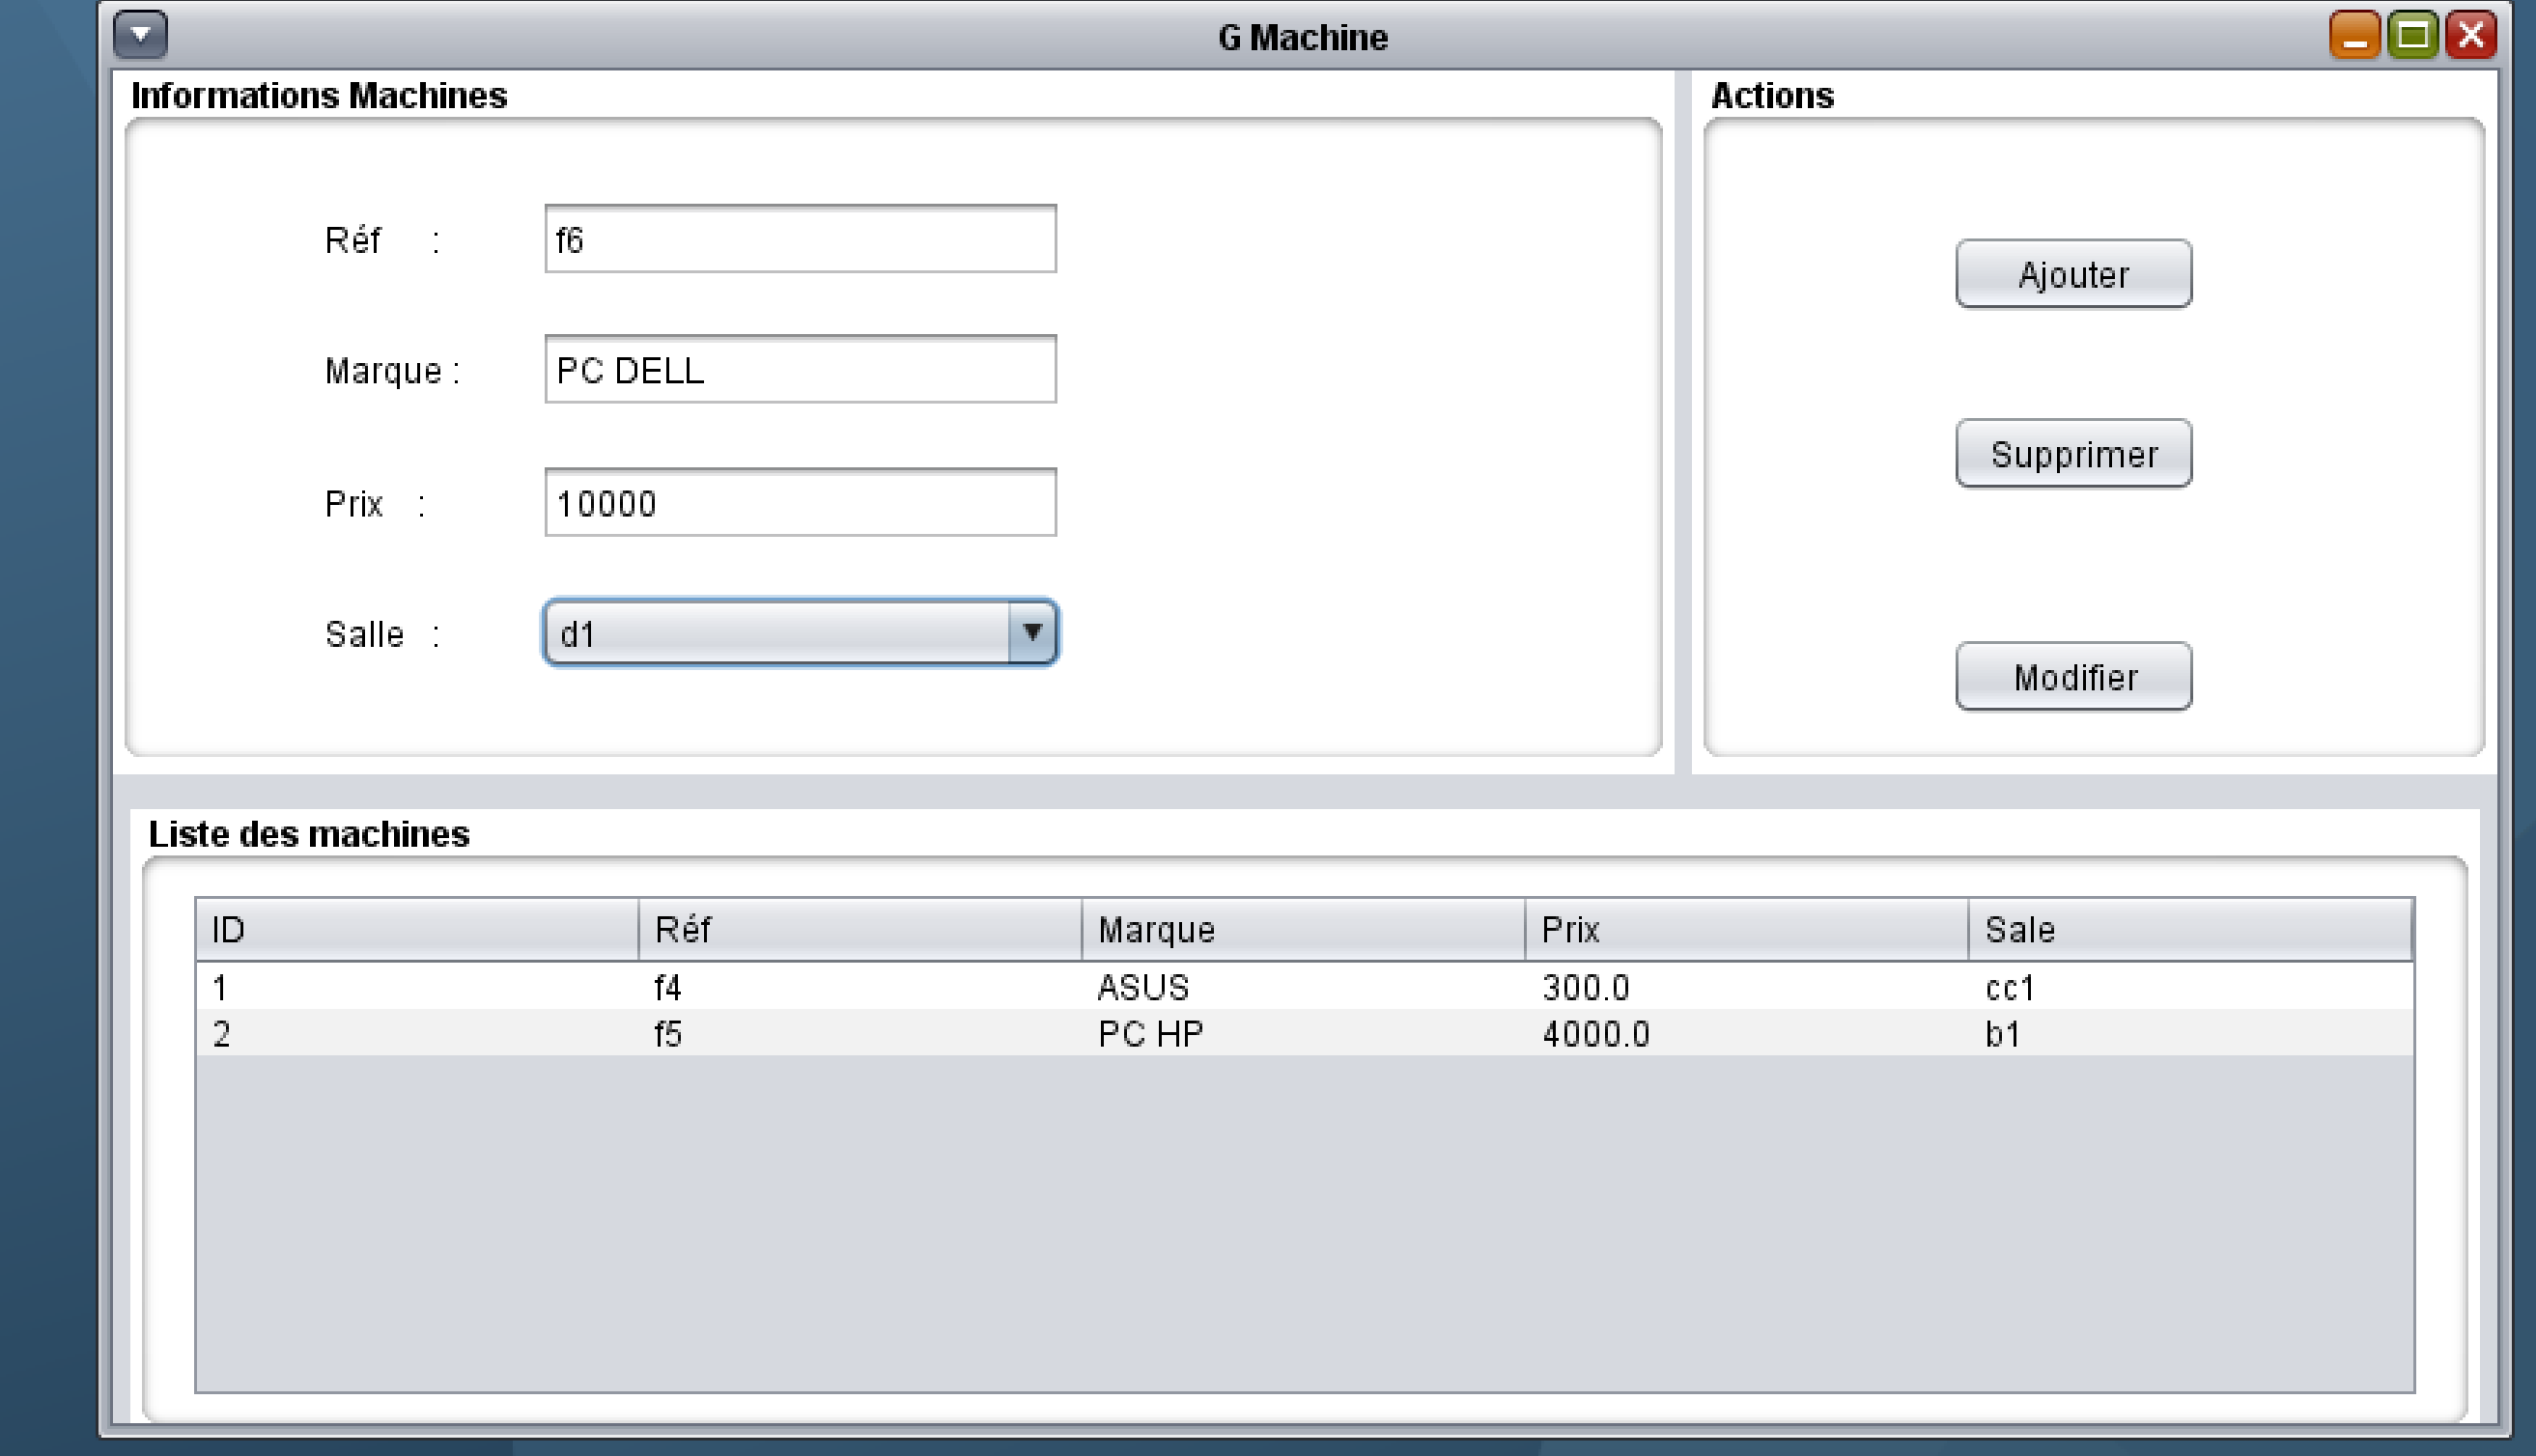 G Machine
Informations Machines
Réf :
f6
Marque :
PC DELL
Prix :
10000
Salle :
d1
Actions
Ajouter
Supprimer
Modifier
Liste des machines
ID Réf Marque Prix Sale
1 f4 ASUS 300.0 cc1
2 f5 PC HP 4000.0 b1